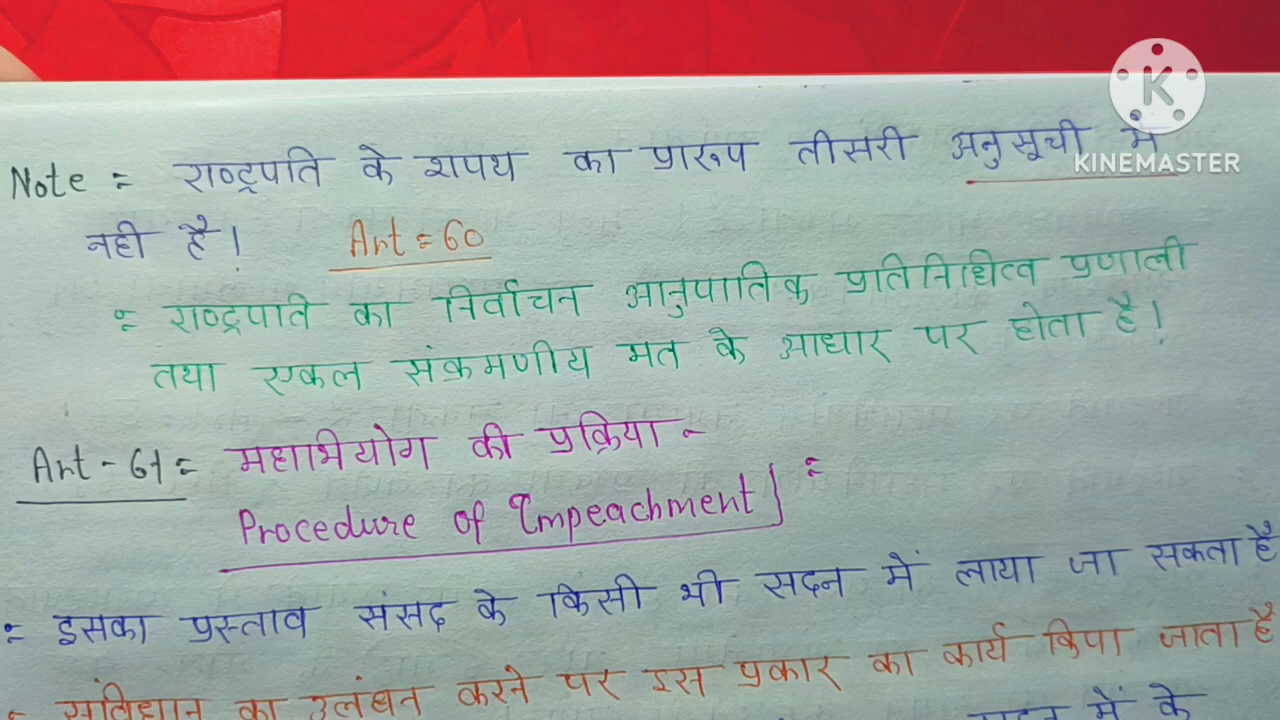 Note = राष्ट्रपति के शपथ का प्रारूप तीसरी अनुसूची मे
KINEMASTER
नही है। Art = 60
= राष्ट्रपति का निर्वाचन आनुपातिक प्रतिनिधित्व प्रणाली
तथा एकल संक्रमणीय मत के आधार पर होता है।
Art - 61 = महाभियोग की प्रक्रिया -
Procedure of Impeachment} =
= इसका प्रस्ताव संसद के किसी भी सदन में लाया जा सकता है
= संविधान का उलंघन करने पर इस प्रकार का कार्य किया जाता है
सदन में के